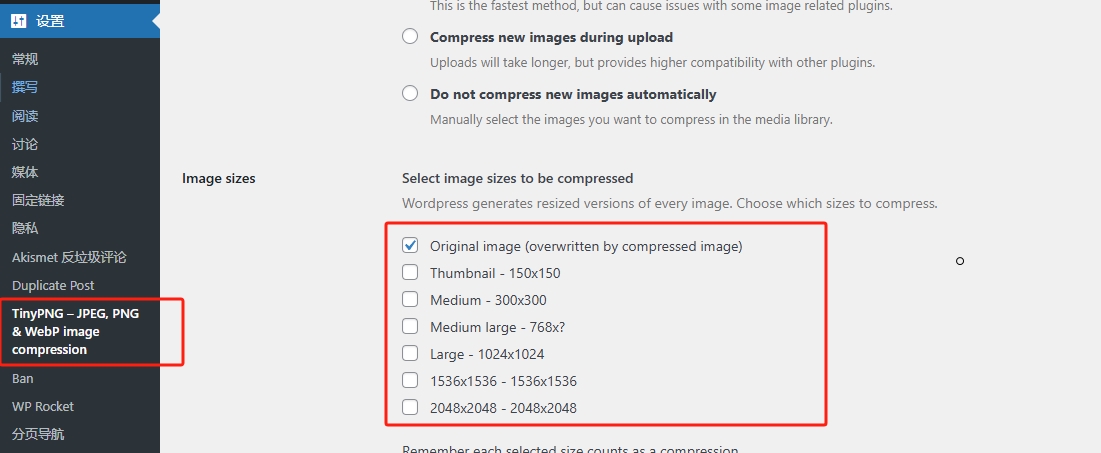 设置
常规
撰写
阅读
讨论
媒体
固定链接
隐私
Akismet 反垃圾评论
Duplicate Post
TinyPNG – JPEG, PNG
& WebP image
compression
Ban
WP Rocket
分页导航
This is the fastest method, but can cause issues with some image related plugins.
Compress new images during upload
Uploads will take longer, but provides higher compatibility with other plugins.
Do not compress new images automatically
Manually select the images you want to compress in the media library.
Image sizes
Select image sizes to be compressed
Wordpress generates resized versions of every image. Choose which sizes to compress.
Original image (overwritten by compressed image)
Thumbnail - 150x150
Medium - 300x300
Medium large - 768x?
Large - 1024x1024
1536x1536 - 1536x1536
2048x2048 - 2048x2048
Remember each selected size counts as a compression.